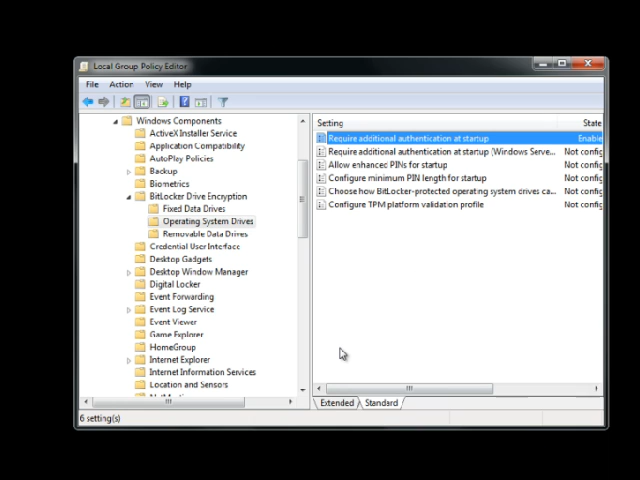 Local Group Policy Editor
File Action View Help
Windows Components
ActiveX Installer Service
Application Compatibility
AutoPlay Policies
Backup
Biometrics
BitLocker Drive Encryption
Fixed Data Drives
Operating System Drives
Removable Data Drives
Credential User Interface
Desktop Gadgets
Desktop Window Manager
Digital Locker
Event Forwarding
Event Log Service
Event Viewer
Game Explorer
HomeGroup
Internet Explorer
Internet Information Services
Location and Sensors
Setting State
Require additional authentication at startup Enable
Require additional authentication at startup (Windows Serve... Not config
Allow enhanced PINs for startup Not config
Configure minimum PIN length for startup Not config
Choose how BitLocker-protected operating system drives ca... Not config
Configure TPM platform validation profile Not config
Extended Standard
6 setting(s)